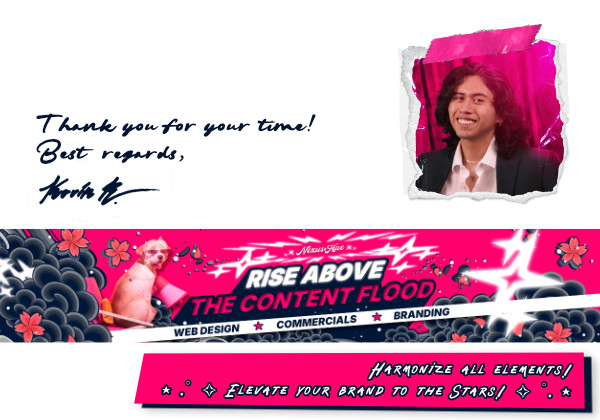 Thank you for your time!
Best regards,
Kevin K.
RISE ABOVE
THE CONTENT FLOOD
WEB DESIGN ★ COMMERCIALS ★ BRANDING
Harmonize all elements!
★ . ° ✧ Elevate your brand to the Stars! ✧ ° . ★